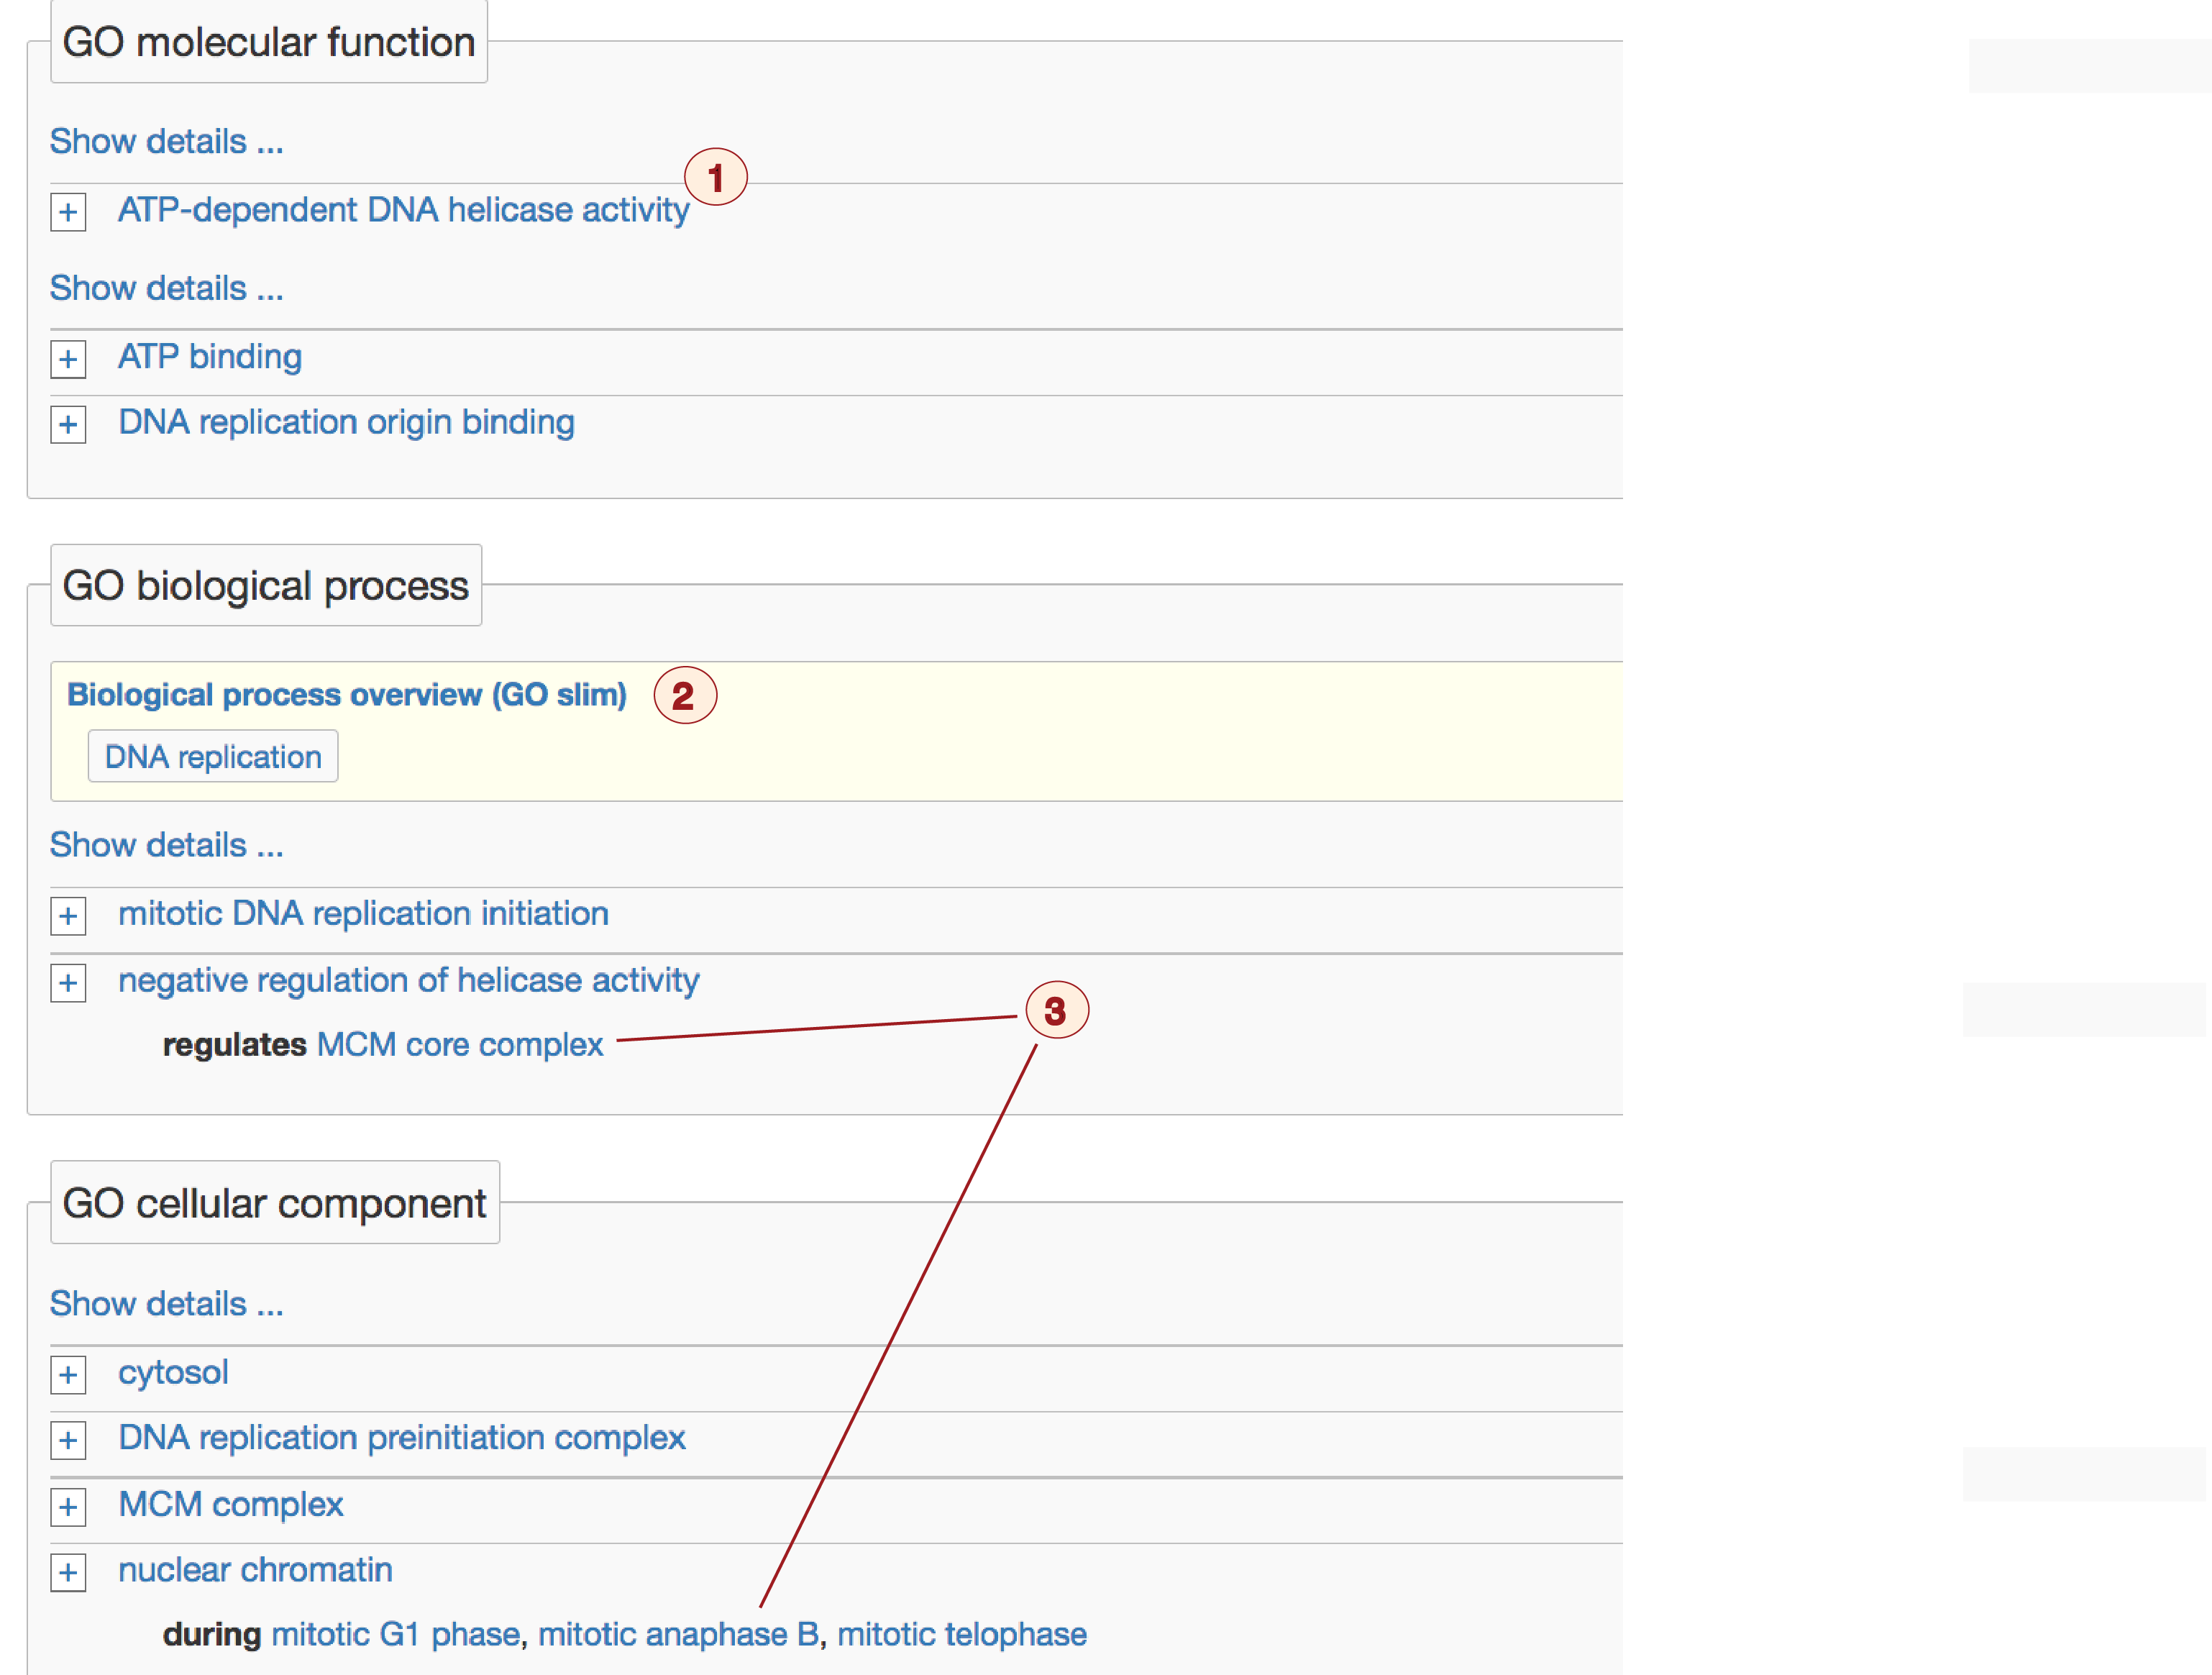 GO molecular function
Show details ...
1
+ ATP-dependent DNA helicase activity
Show details ...
+ ATP binding
+ DNA replication origin binding
GO biological process
Biological process overview (GO slim) 2
DNA replication
Show details ...
+ mitotic DNA replication initiation
+ negative regulation of helicase activity
3
regulates MCM core complex
GO cellular component
Show details ...
+ cytosol
+ DNA replication preinitiation complex
+ MCM complex
+ nuclear chromatin
during mitotic G1 phase, mitotic anaphase B, mitotic telophase